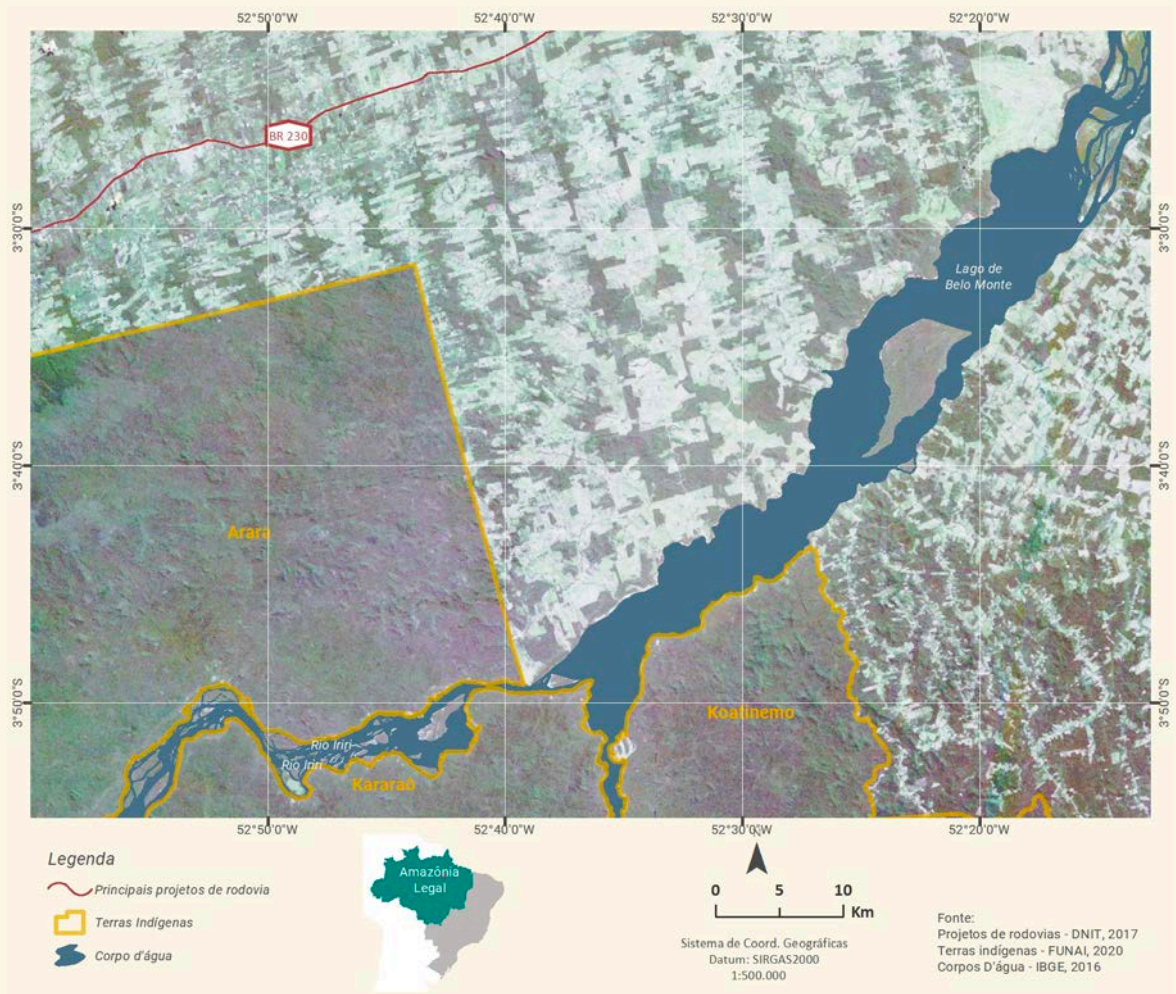 52°50'0"W
52°40'0"W
52°30'0"W
52°20'0"W
BR 230
3°30'0"S
3°30'0"S
Lago de
Belo Monte
3°40'0"S
3°40'0"S
Arara
3°50'0"S
3°50'0"S
Koatinemo
Rio Iriri
Rio Iriri
Kararaô
52°50'0"W
52°40'0"W
52°30'0"W
52°20'0"W
Legenda
Principais projetos de rodovia
Terras Indígenas
Corpo d'água
Amazônia
Legal
0 5 10
Km
Sistema de Coord. Geográficas
Datum: SIRGAS2000
1:500.000
Fonte:
Projetos de rodovias - DNIT, 2017
Terras indígenas - FUNAI, 2020
Corpos D'água - IBGE, 2016